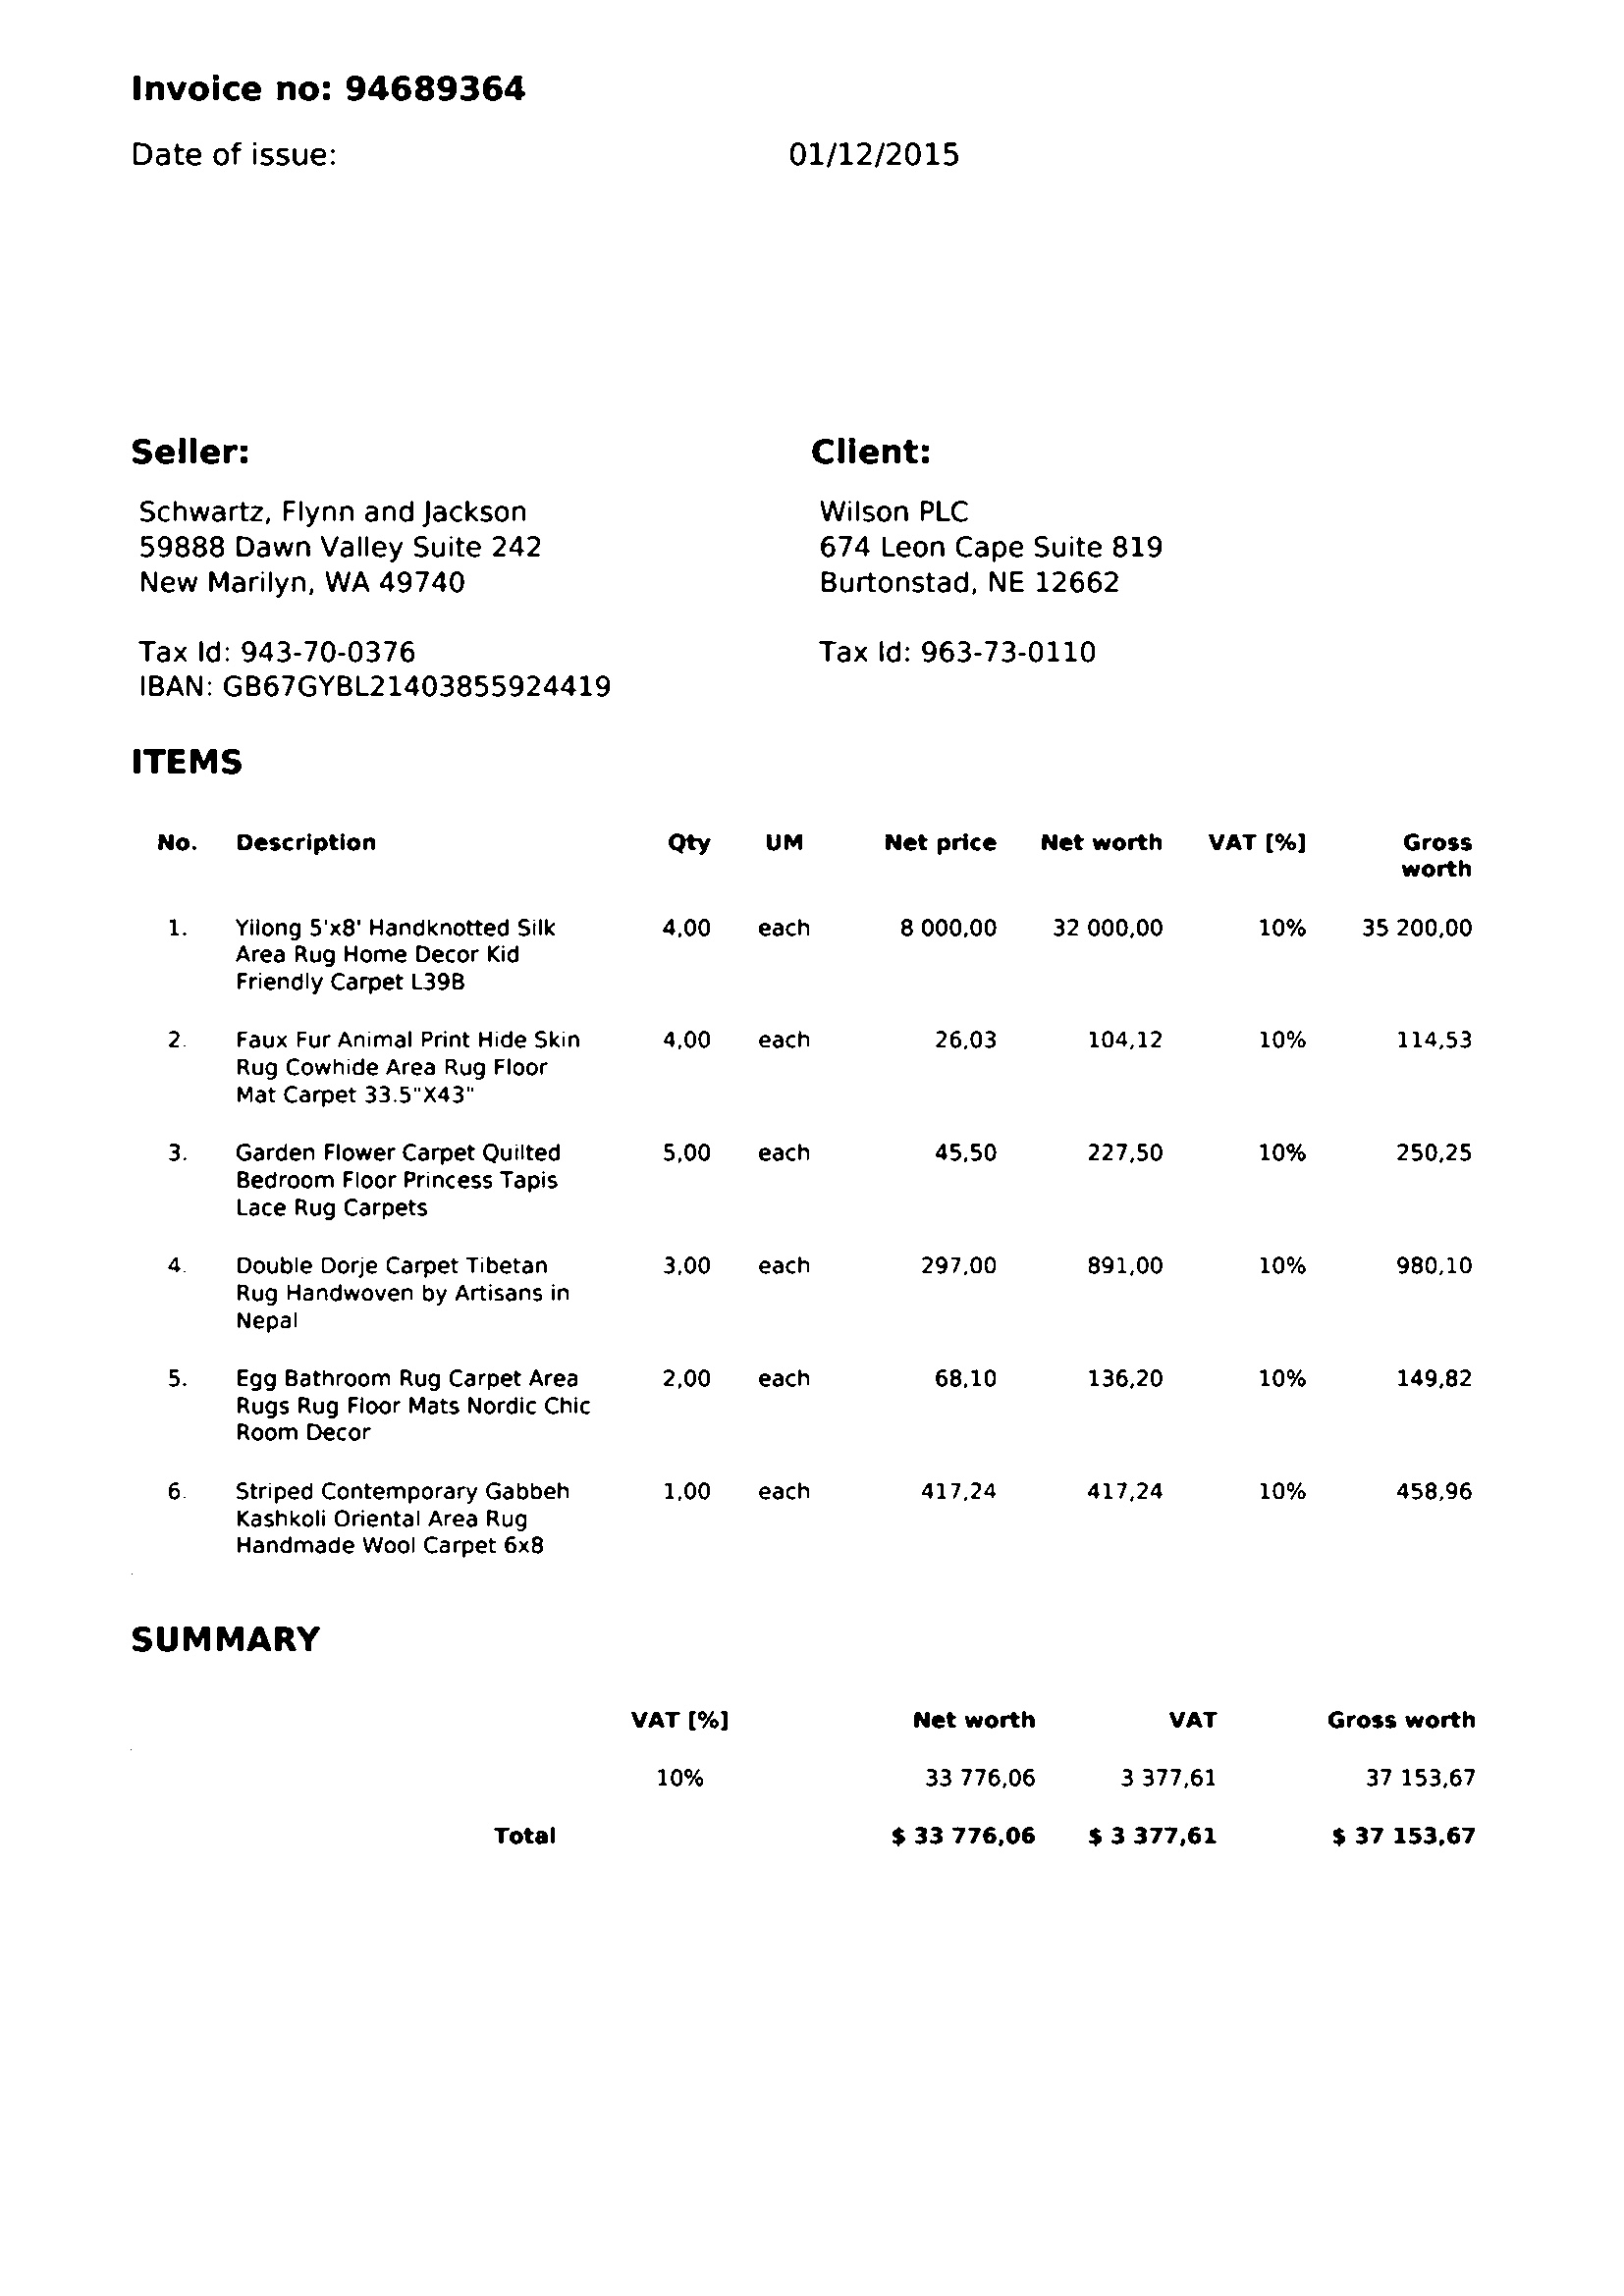 Invoice no: 94689364
Date of issue: 01/12/2015
Seller: Client:
Schwartz, Flynn and Jackson Wilson PLC
59888 Dawn Valley Suite 242 674 Leon Cape Suite 819
New Marilyn, WA 49740 Burtonstad, NE 12662
Tax Id: 943-70-0376 Tax Id: 963-73-0110
IBAN: GB67GYBL21403855924419
ITEMS
No. Description Qty UM Net price Net worth VAT [%] Gross
worth
1. Yilong 5'x8' Handknotted Silk 4,00 each 8 000,00 32 000,00 10% 35 200,00
Area Rug Home Decor Kid
Friendly Carpet L39B
2. Faux Fur Animal Print Hide Skin 4,00 each 26,03 104,12 10% 114,53
Rug Cowhide Area Rug Floor
Mat Carpet 33.5"X43"
3. Garden Flower Carpet Quilted 5,00 each 45,50 227,50 10% 250,25
Bedroom Floor Princess Tapis
Lace Rug Carpets
4. Double Dorje Carpet Tibetan 3,00 each 297,00 891,00 10% 980,10
Rug Handwoven by Artisans in
Nepal
5. Egg Bathroom Rug Carpet Area 2,00 each 68,10 136,20 10% 149,82
Rugs Rug Floor Mats Nordic Chic
Room Decor
6. Striped Contemporary Gabbeh 1,00 each 417,24 417,24 10% 458,96
Kashkoli Oriental Area Rug
Handmade Wool Carpet 6x8
SUMMARY
VAT [%] Net worth VAT Gross worth
10% 33 776,06 3 377,61 37 153,67
Total $ 33 776,06 $ 3 377,61 $ 37 153,67